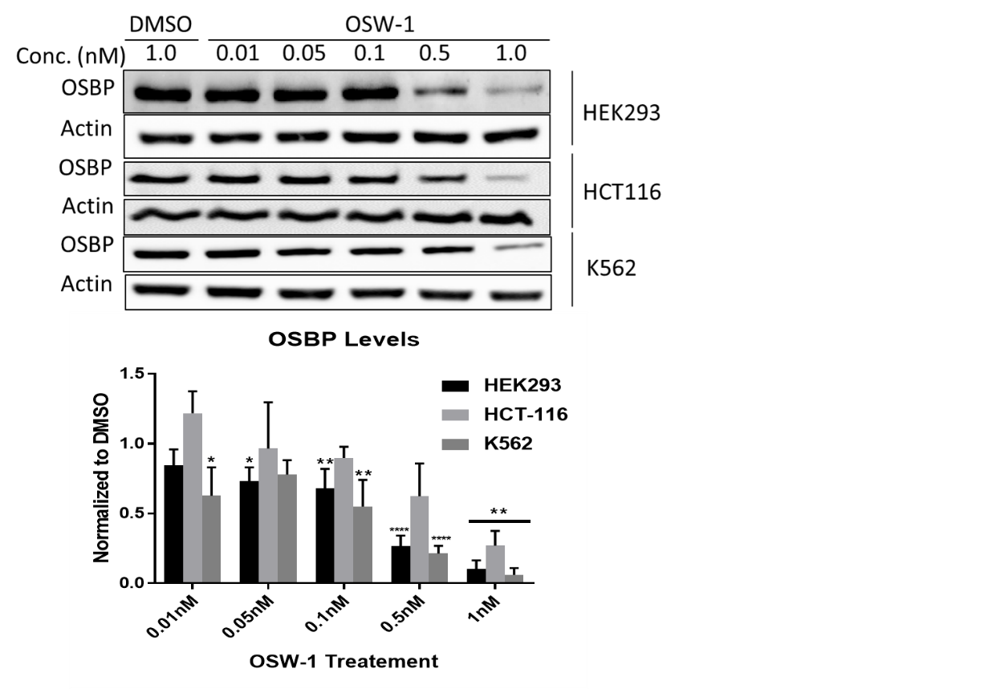 DMSO OSW-1
Conc. (nM) 1.0 0.01 0.05 0.1 0.5 1.0
OSBP
HEK293
Actin
OSBP
HCT116
Actin
OSBP
K562
Actin
OSBP Levels
Normalized to DMSO
1.5
1.0
0.5
0.0
HEK293
HCT-116
K562
*
*
**
**
****
****
**
0.01nM 0.05nM 0.1nM 0.5nM 1nM
OSW-1 Treatement